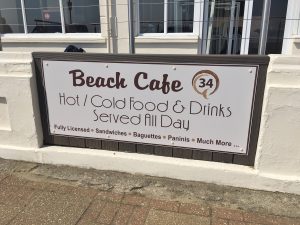 Beach Cafe 34
Hot / Cold Food & Drinks
Served All Day
Fully Licensed • Sandwiches • Baguettes • Paninis • Much More ...